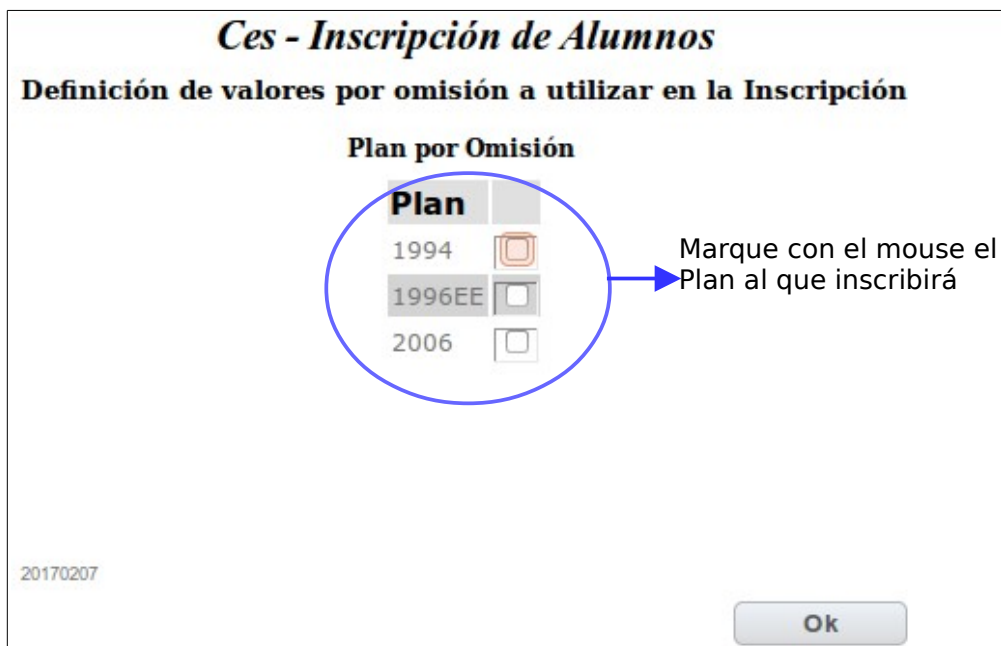 Ces - Inscripción de Alumnos
Definición de valores por omisión a utilizar en la Inscripción
Plan por Omisión
Plan
1994
1996EE
2006
Marque con el mouse el
Plan al que inscribirá
20170207
Ok